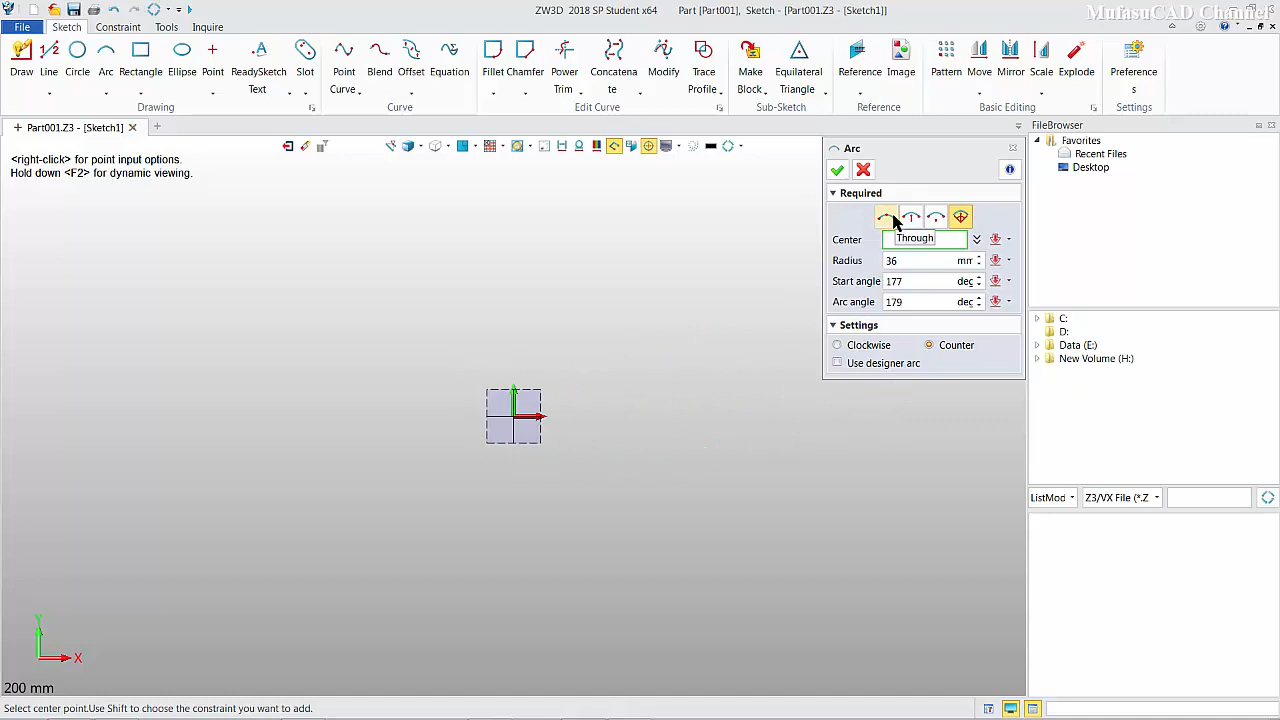 ZW3D 2018 SP Student x64 Part [Part001], Sketch - [Part001.Z3 - [Sketch1]]
MufasuCAD Channel
File Sketch Constraint Tools Inquire
Draw Line Circle Arc Rectangle Ellipse Point ReadySketch Text Slot
Drawing
Point Curve Blend Offset Equation
Curve
Fillet Chamfer Power Trim Concatena te Modify Trace Profile
Edit Curve
Make Block Equilateral Triangle
Sub-Sketch
Reference Image
Reference
Pattern Move Mirror Scale Explode
Basic Editing
Preference s
Settings
Part001.Z3 - [Sketch1]
<right-click> for point input options.
Hold down <F2> for dynamic viewing.
Arc
Required
Center
Through
Radius 36 mm
Start angle 177 deg
Arc angle 179 deg
Settings
Clockwise Counter
Use designer arc
FileBrowser
Favorites
Recent Files
Desktop
C:
D:
Data (E:)
New Volume (H:)
ListMod Z3/VX File (*.Z
Y
X
200 mm
Select center point.Use Shift to choose the constraint you want to add.